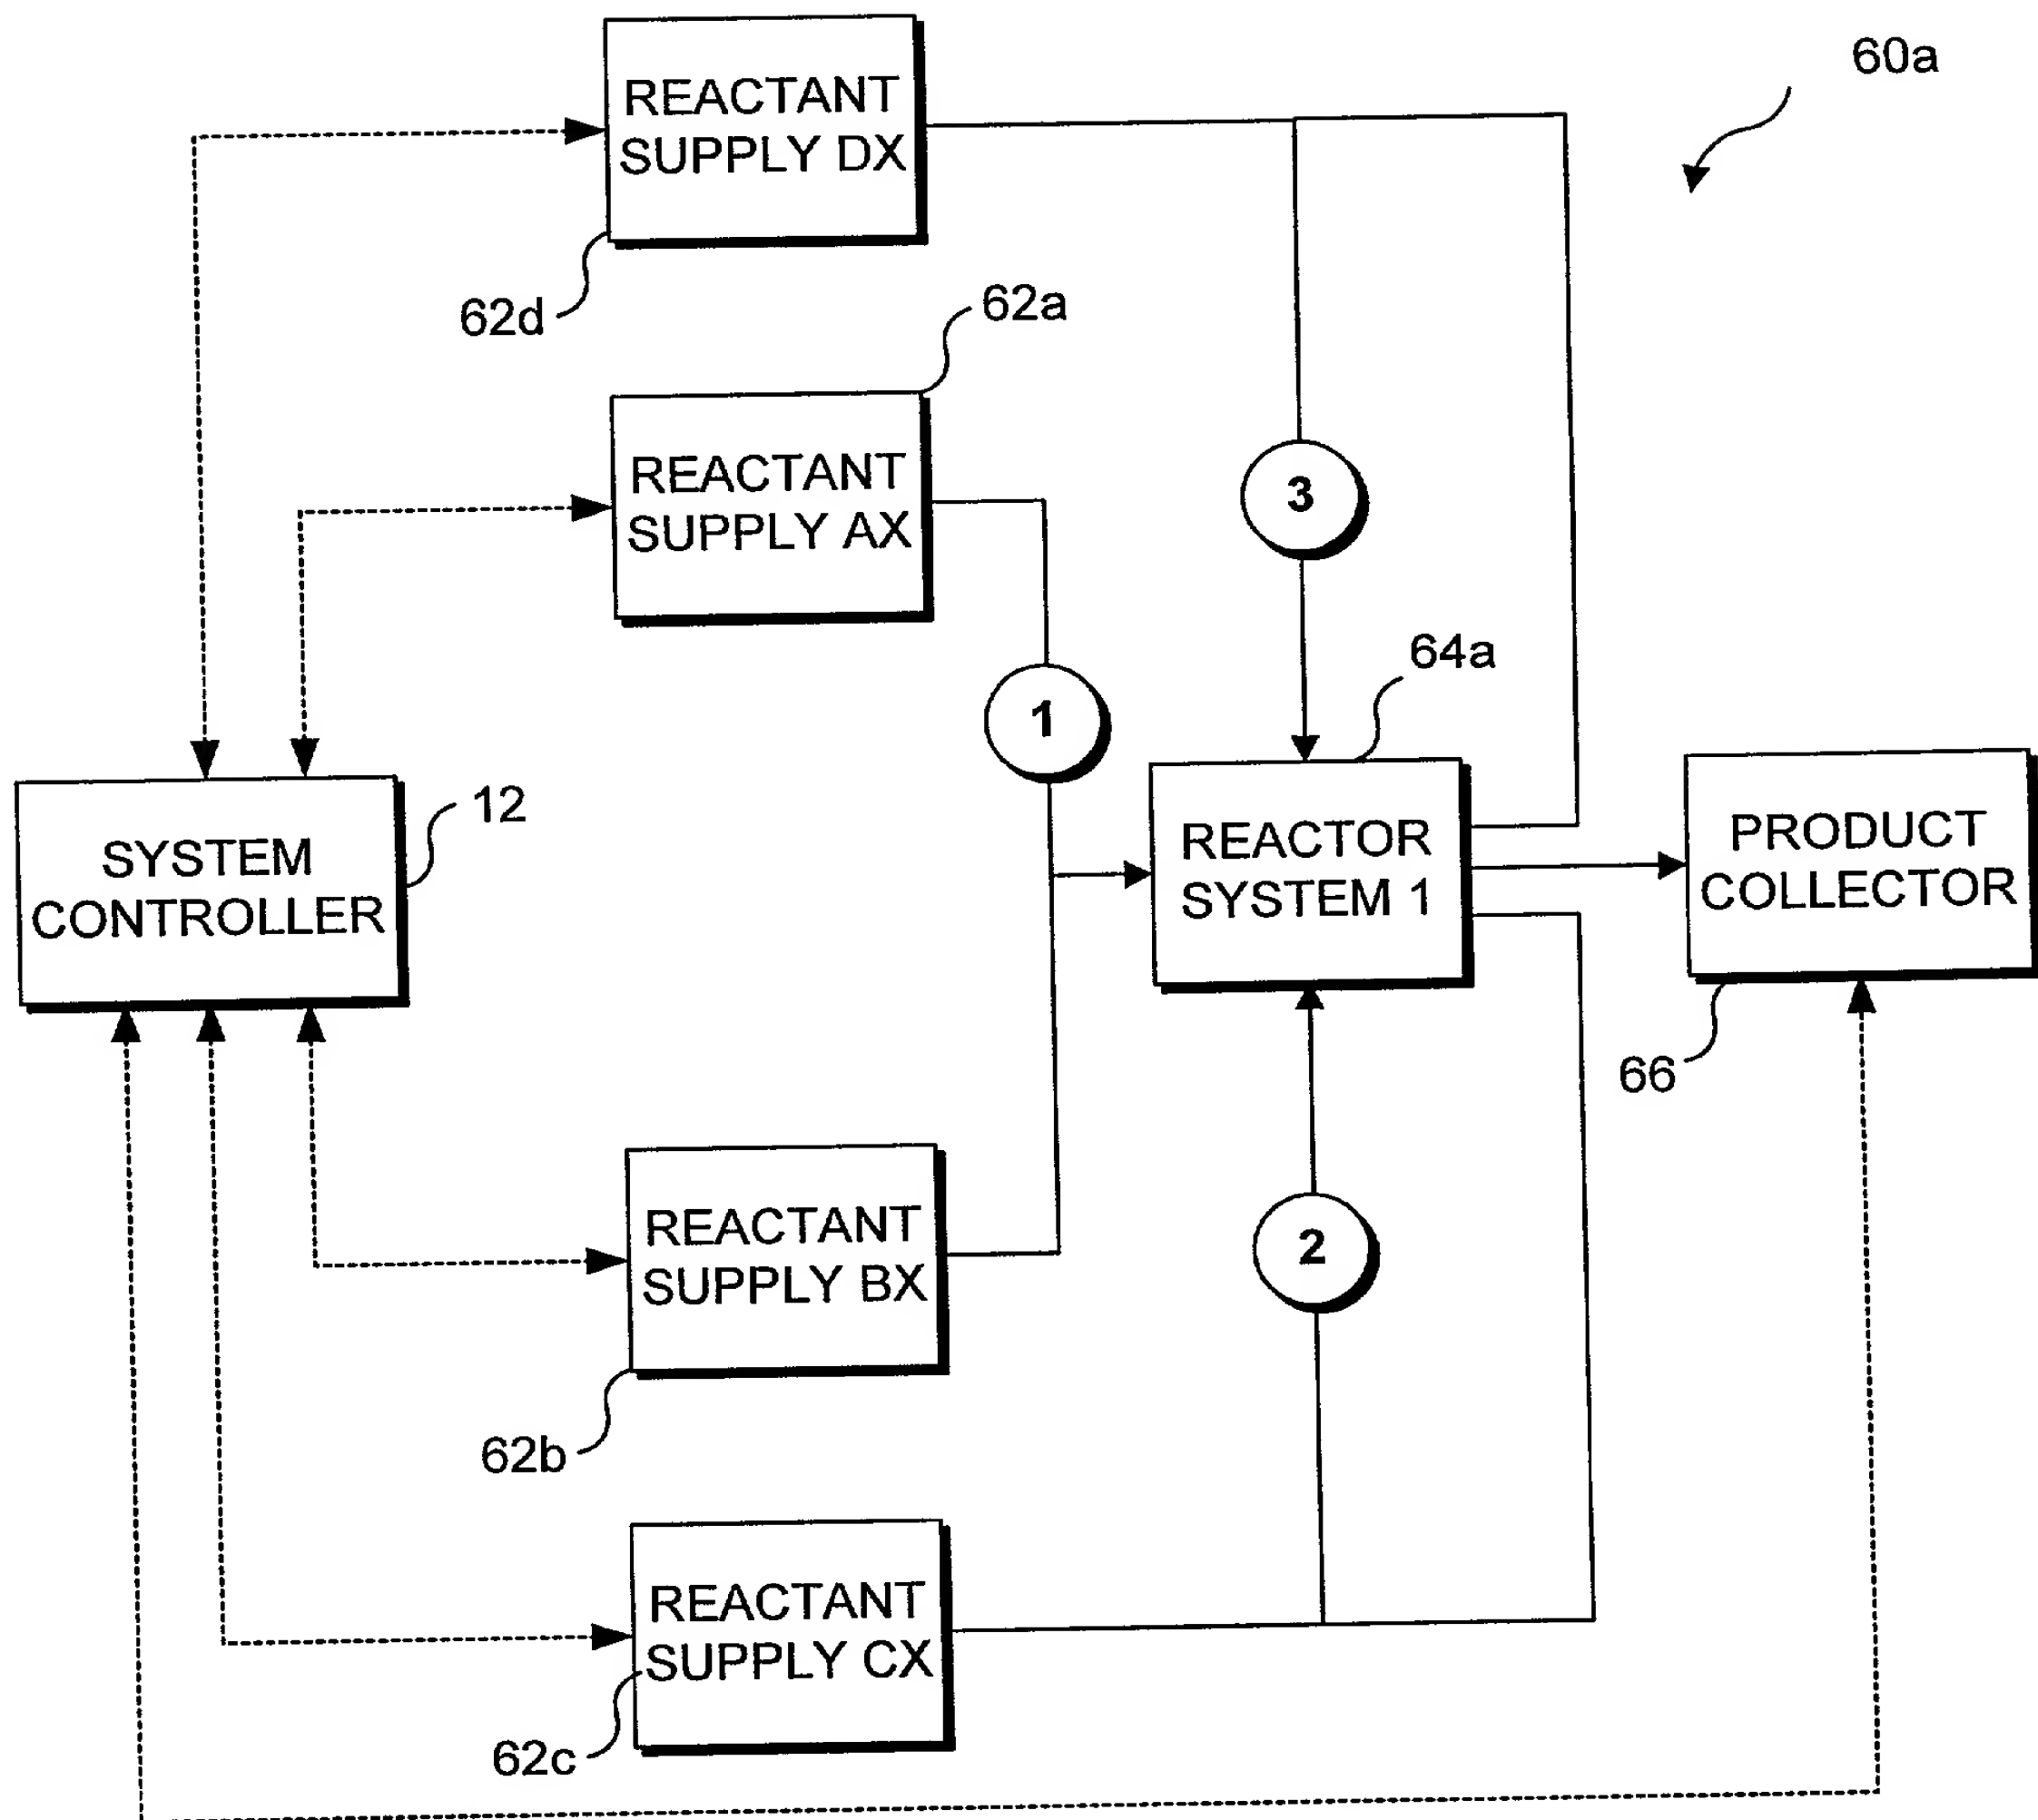 60a
REACTANT
SUPPLY DX
62d
62a
REACTANT
SUPPLY AX
3
64a
1
12
SYSTEM
CONTROLLER
REACTOR
SYSTEM 1
PRODUCT
COLLECTOR
66
REACTANT
SUPPLY BX
2
62b
REACTANT
SUPPLY CX
62c